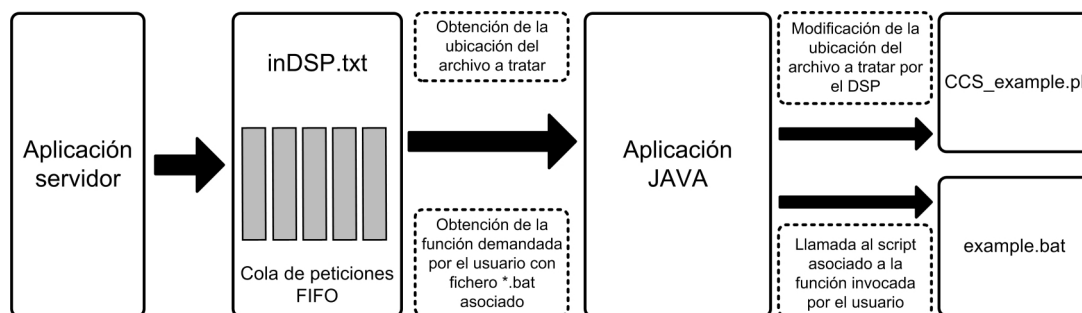 Aplicación
servidor
inDSP.txt
Cola de peticiones
FIFO
Obtención de la
ubicación del
archivo a tratar
Obtención de la
función demandada
por el usuario con
fichero *.bat
asociado
Aplicación
JAVA
Modificación de la
ubicación del
archivo a tratar por
el DSP
Llamada al script
asociado a la
función invocada
por el usuario
CCS_example.pl
example.bat